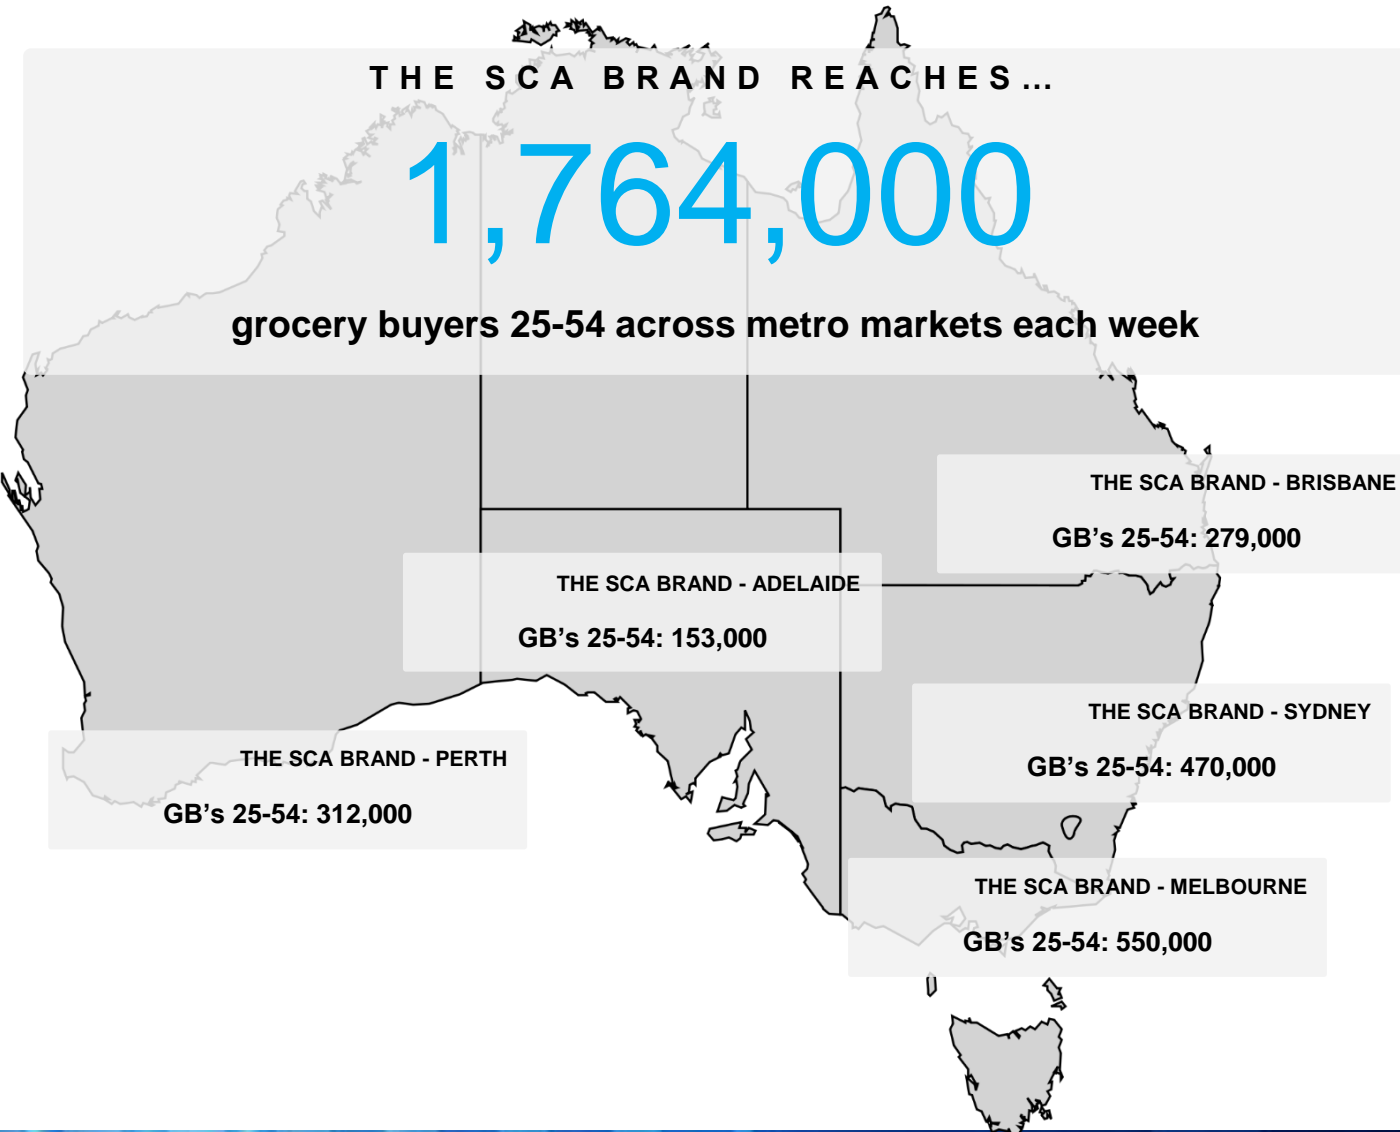 THE SCA BRAND REACHES...
1,764,000
grocery buyers 25-54 across metro markets each week
THE SCA BRAND - BRISBANE
GB’s 25-54: 279,000
THE SCA BRAND - ADELAIDE
GB’s 25-54: 153,000
THE SCA BRAND - SYDNEY
GB’s 25-54: 470,000
THE SCA BRAND - PERTH
GB’s 25-54: 312,000
THE SCA BRAND - MELBOURNE
GB’s 25-54: 550,000